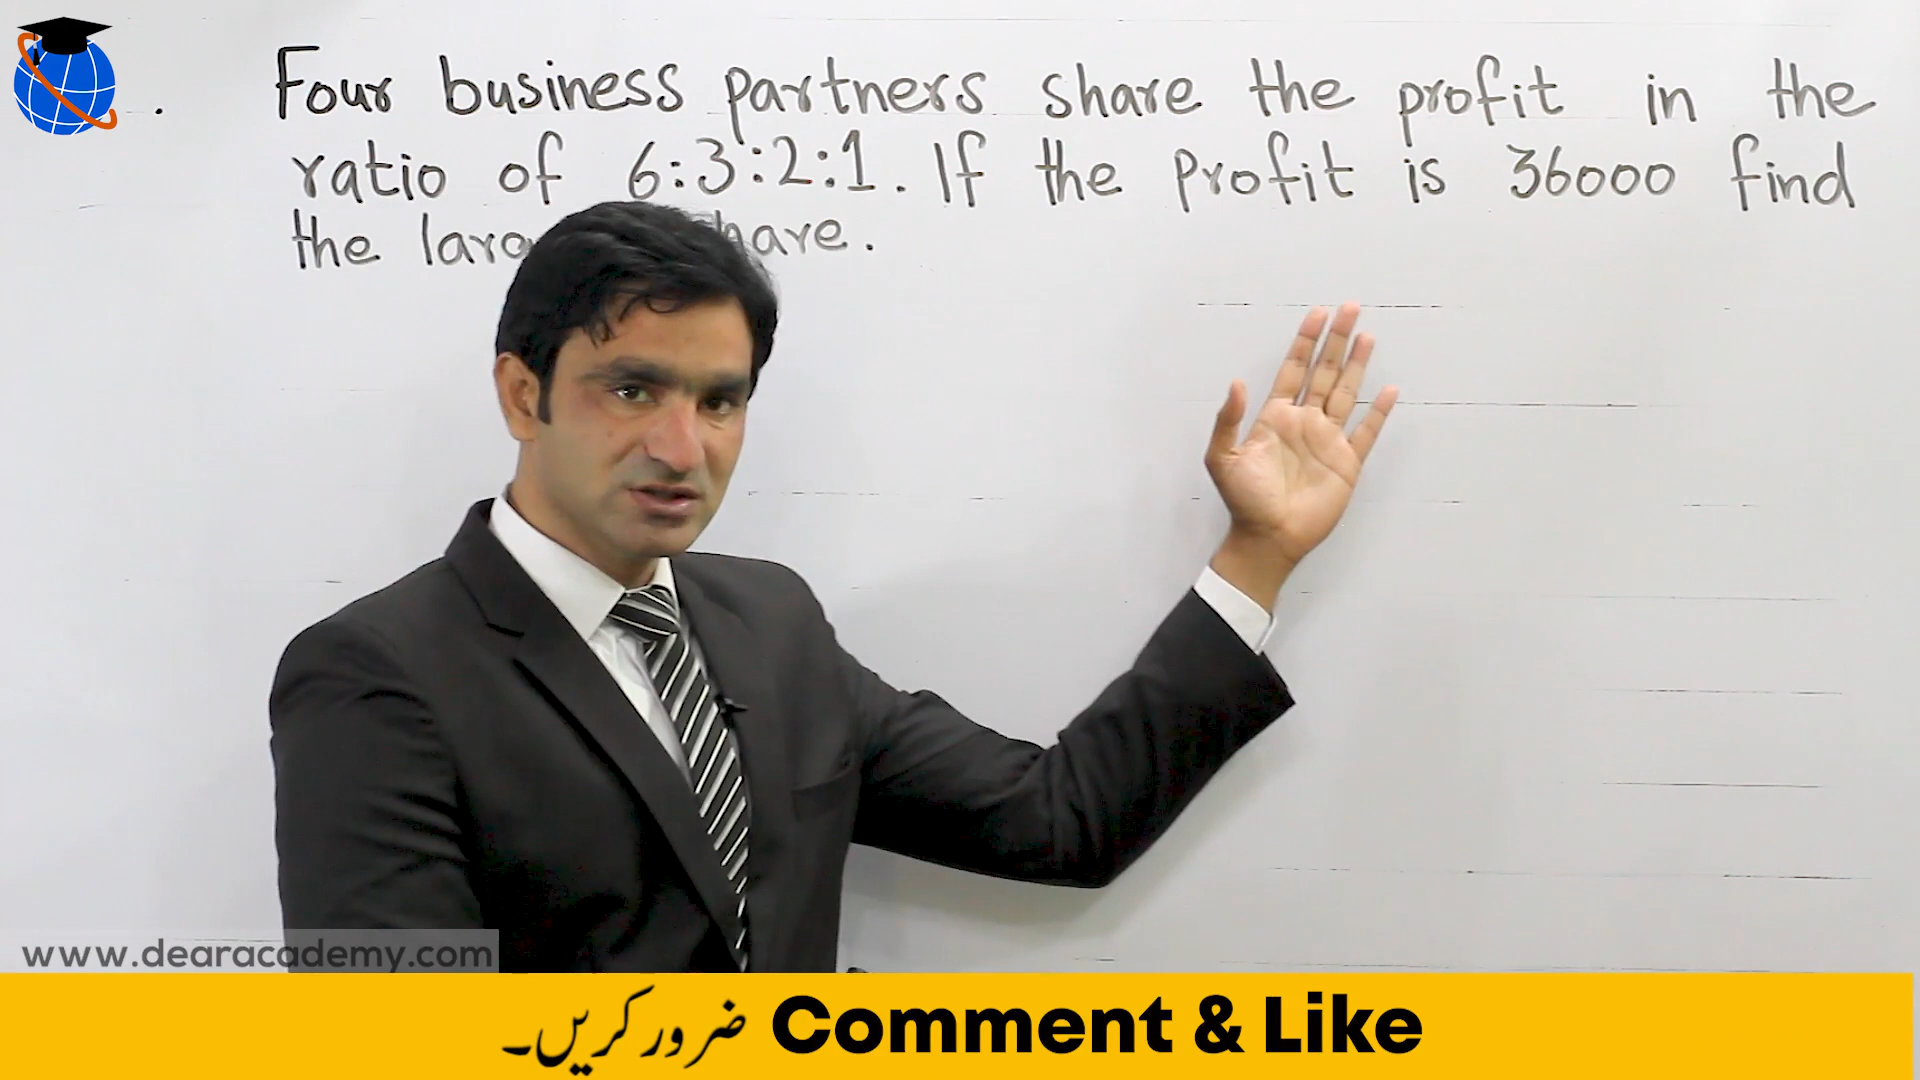 Four business partners share the profit in the
ratio of 6:3:2:1. If the Profit is 36000 find
the share.
www.dearacademy.com
Comment & Like ضرور کریں۔